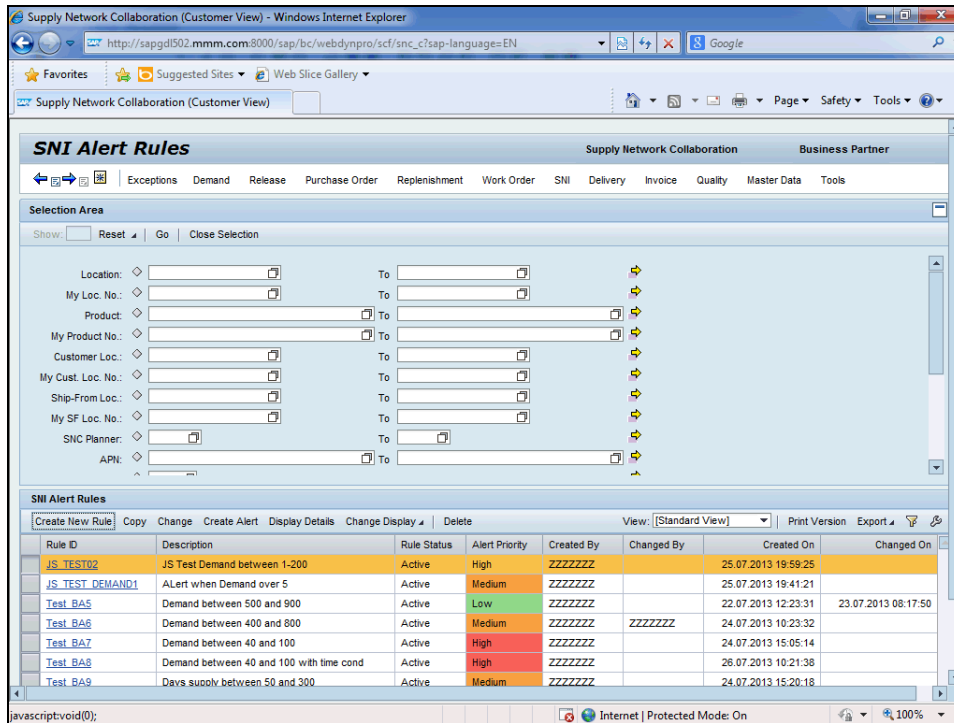 Supply Network Collaboration (Customer View) - Windows Internet Explorer
http://sapgdl502.mmm.com:8000/sap/bc/webdynpro/scf/snc_c?sap-language=EN
Google
Favorites Suggested Sites Web Slice Gallery
Supply Network Collaboration (Customer View) Page Safety Tools
SNI Alert Rules Supply Network Collaboration Business Partner
Exceptions Demand Release Purchase Order Replenishment Work Order SNI Delivery Invoice Quality Master Data Tools
Selection Area
Show: Reset Go Close Selection
Location: To
My Loc. No.: To
Product: To
My Product No.: To
Customer Loc.: To
My Cust. Loc. No.: To
Ship-From Loc.: To
My SF Loc. No.: To
SNC Planner: To
APN: To
SNI Alert Rules
Create New Rule Copy Change Create Alert Display Details Change Display Delete View: [Standard View] Print Version Export
Rule ID Description Rule Status Alert Priority Created By Changed By Created On Changed On
JS_TEST02 JS Test Demand between 1-200 Active High ZZZZZZZ 25.07.2013 19:59:25
JS_TEST_DEMAND1 ALert when Demand over 5 Active Medium ZZZZZZZ 25.07.2013 19:41:21
Test_BA5 Demand between 500 and 900 Active Low ZZZZZZZ 22.07.2013 12:23:31 23.07.2013 08:17:50
Test_BA6 Demand between 400 and 800 Active Medium ZZZZZZZ ZZZZZZZ 24.07.2013 10:23:32
Test_BA7 Demand between 40 and 100 Active High ZZZZZZZ 24.07.2013 15:05:14
Test_BA8 Demand between 40 and 100 with time cond Active High ZZZZZZZ 26.07.2013 10:21:38
Test_BA9 Days supply between 50 and 300 Active Medium ZZZZZZZ 24.07.2013 15:20:18
javascript:void(0); Internet | Protected Mode: On 100%